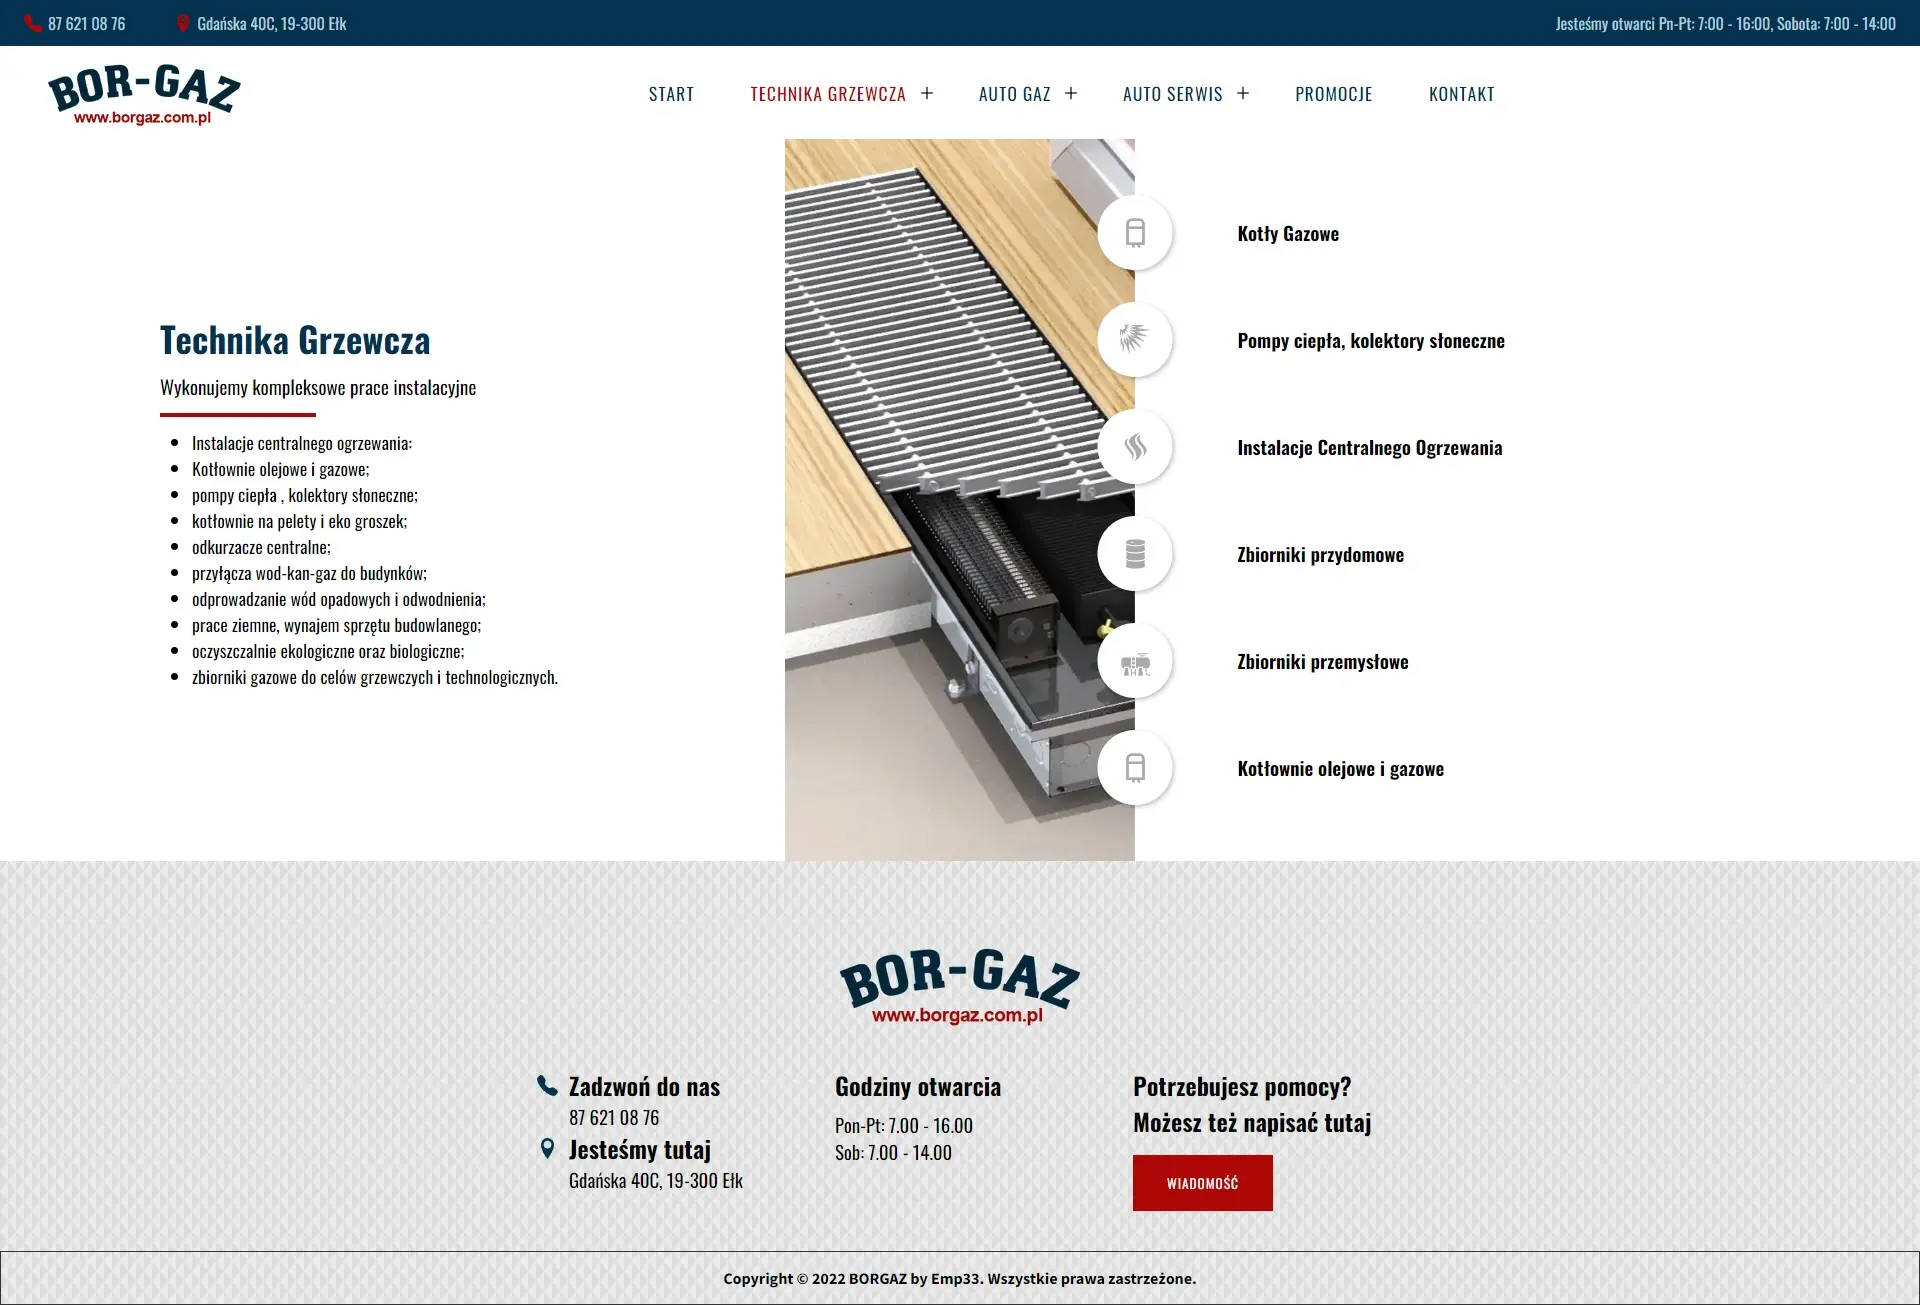 87 621 08 76
Gdańska 40C, 19-300 Ełk
Jesteśmy otwarci Pn-Pt: 7:00 - 16:00, Sobota: 7:00 - 14:00
BOR-GAZ
www.borgaz.com.pl
START
TECHNIKA GRZEWCZA +
AUTO GAZ +
AUTO SERWIS +
PROMOCJE
KONTAKT
Technika Grzewcza
Wykonujemy kompleksowe prace instalacyjne
• Instalacje centralnego ogrzewania:
• Kotłownie olejowe i gazowe;
• pompy ciepła , kolektory słoneczne;
• kotłownie na pelety i eko groszek;
• odkurzacze centralne;
• przyłącza wod-kan-gaz do budynków;
• odprowadzanie wód opadowych i odwodnienia;
• prace ziemne, wynajem sprzętu budowlanego;
• oczyszczalnie ekologiczne oraz biologiczne;
• zbiorniki gazowe do celów grzewczych i technologicznych.
Kotły Gazowe
Pompy ciepła, kolektory słoneczne
Instalacje Centralnego Ogrzewania
Zbiorniki przydomowe
Zbiorniki przemysłowe
Kotłownie olejowe i gazowe
BOR-GAZ
www.borgaz.com.pl
Zadzwoń do nas
87 621 08 76
Jesteśmy tutaj
Gdańska 40C, 19-300 Ełk
Godziny otwarcia
Pon-Pt: 7.00 - 16.00
Sob: 7.00 - 14.00
Potrzebujesz pomocy?
Możesz też napisać tutaj
WIADOMOŚĆ
Copyright © 2022 BORGAZ by Emp33. Wszystkie prawa zastrzeżone.